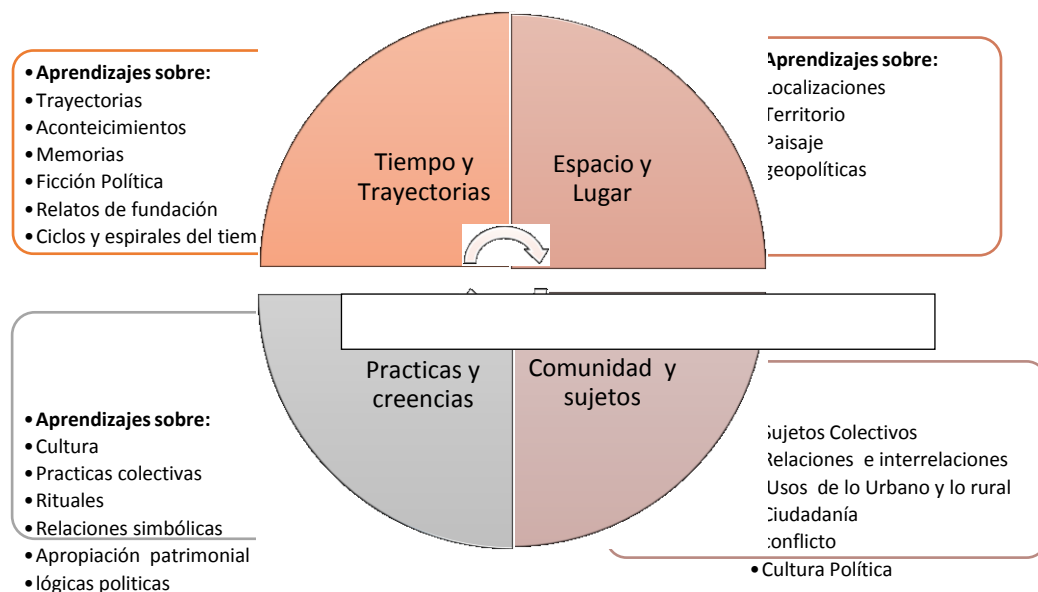 •Aprendizajes sobre:
•Trayectorias
•Aconteicimientos
•Memorias
•Ficción Política
•Relatos de fundación
•Ciclos y espirales del tiem
Tiempo y
Trayectorias
Espacio y
Lugar
Aprendizajes sobre:
Localizaciones
Territorio
Paisaje
geopolíticas
Practicas y
creencias
Comunidad y
sujetos
•Aprendizajes sobre:
•Cultura
•Practicas colectivas
•Rituales
•Relaciones simbólicas
•Apropiación patrimonial
•lógicas politicas
Sujetos Colectivos
Relaciones e interrelaciones
Usos de lo Urbano y lo rural
Ciudadanía
conflicto
•Cultura Política